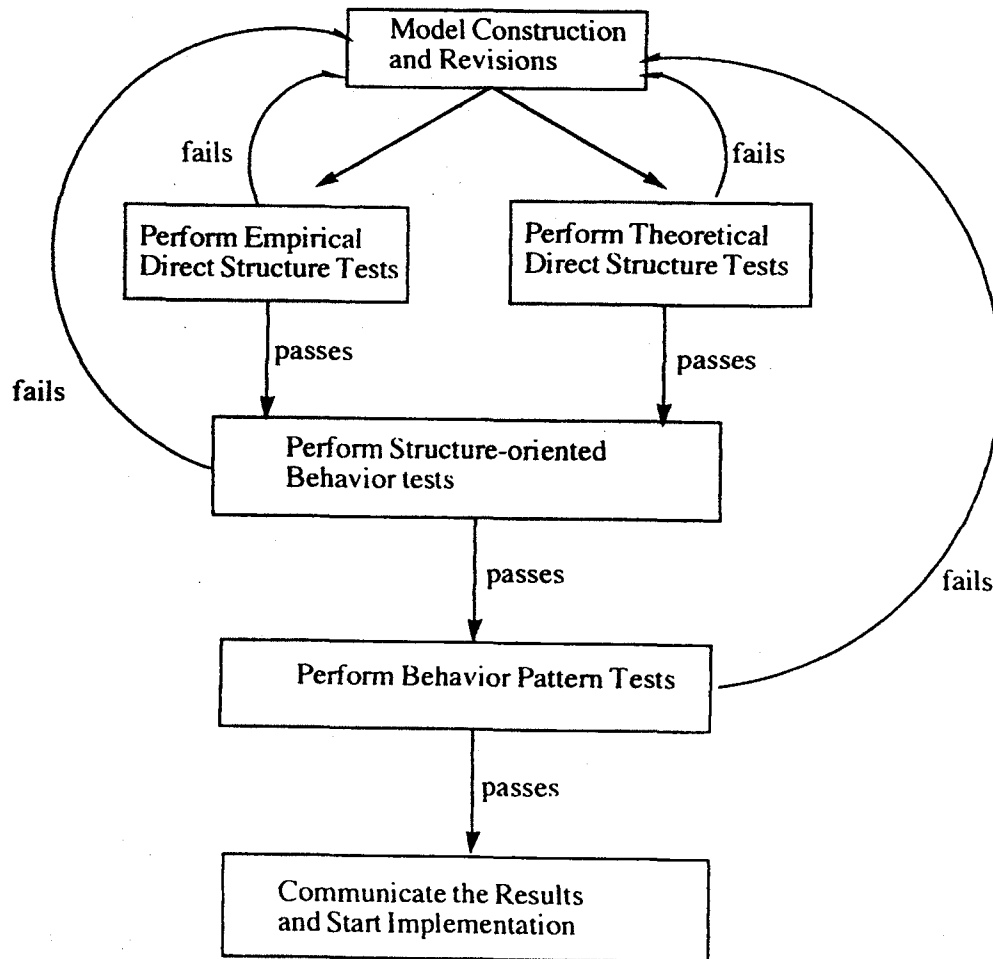 Model Construction
and Revisions
fails
fails
Perform Empirical
Direct Structure Tests
Perform Theoretical
Direct Structure Tests
passes
passes
fails
Perform Structure-oriented
Behavior tests
passes
fails
Perform Behavior Pattern Tests
passes
Communicate the Results
and Start Implementation